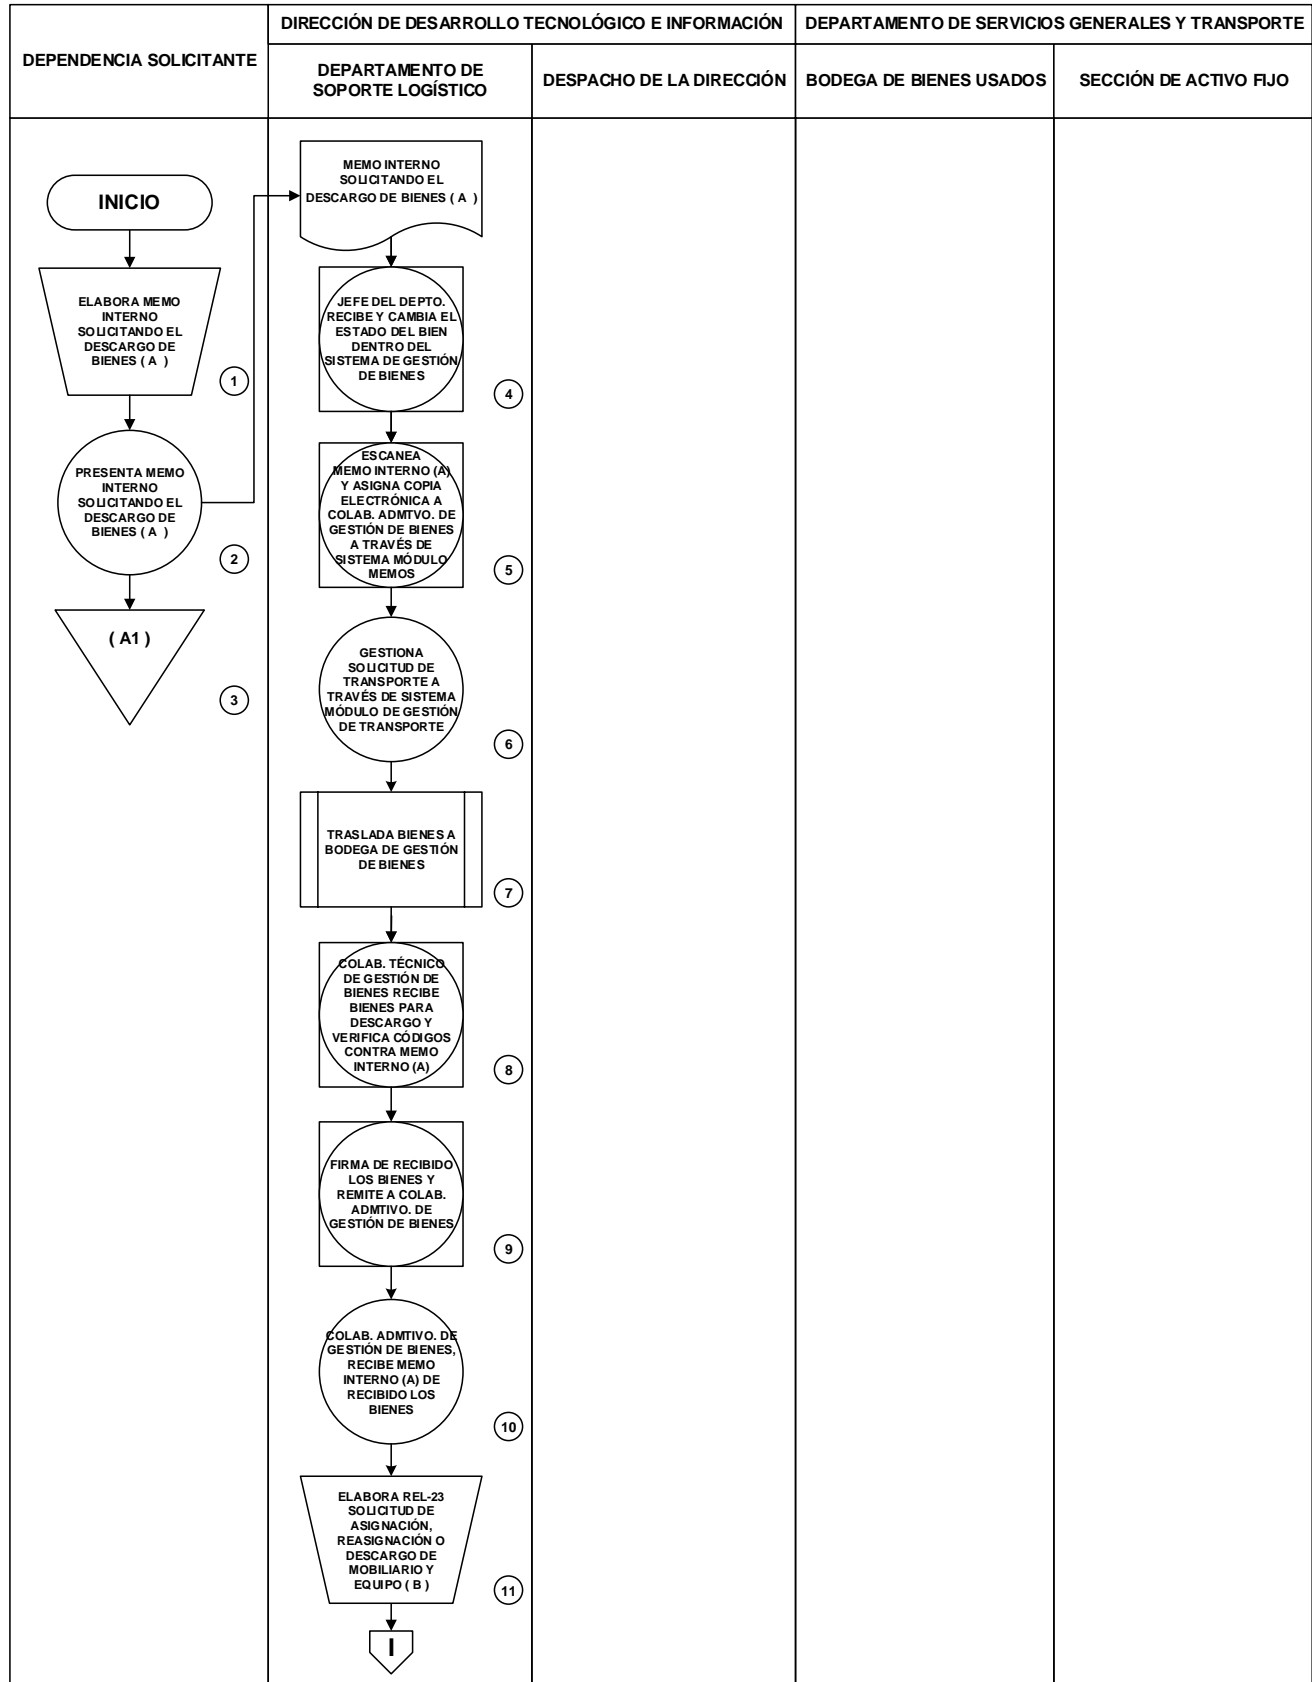 DEPENDENCIA SOLICITANTE
DIRECCIÓN DE DESARROLLO TECNOLÓGICO E INFORMACIÓN
DEPARTAMENTO DE SERVICIOS GENERALES Y TRANSPORTE
DEPARTAMENTO DE
SOPORTE LOGÍSTICO
DESPACHO DE LA DIRECCIÓN
BODEGA DE BIENES USADOS
SECCIÓN DE ACTIVO FIJO
INICIO
ELABORA MEMO
INTERNO
SOLICITANDO EL
DESCARGO DE
BIENES ( A )
1
PRESENTA MEMO
INTERNO
SOLICITANDO EL
DESCARGO DE
BIENES ( A )
2
( A1 )
3
MEMO INTERNO
SOLICITANDO EL
DESCARGO DE BIENES ( A )
JEFE DEL DEPTO.
RECIBE Y CAMBIA EL
ESTADO DEL BIEN
DENTRO DEL
SISTEMA DE GESTIÓN
DE BIENES
4
ESCANEA
MEMO INTERNO (A)
Y ASIGNA COPIA
ELECTRÓNICA A
COLAB. ADMTVO. DE
GESTIÓN DE BIENES
A TRAVÉS DE
SISTEMA MÓDULO
MEMOS
5
GESTIONA
SOLICITUD DE
TRANSPORTE A
TRAVÉS DE SISTEMA
MÓDULO DE GESTIÓN
DE TRANSPORTE
6
TRASLADA BIENES A
BODEGA DE GESTIÓN
DE BIENES
7
COLAB. TÉCNICO
DE GESTIÓN DE
BIENES RECIBE
BIENES PARA
DESCARGO Y
VERIFICA CÓDIGOS
CONTRA MEMO
INTERNO (A)
8
FIRMA DE RECIBIDO
LOS BIENES Y
REMITE A COLAB.
ADMTIVO. DE
GESTIÓN DE BIENES
9
COLAB. ADMTIVO. DE
GESTIÓN DE BIENES,
RECIBE MEMO
INTERNO (A) DE
RECIBIDO LOS
BIENES
10
ELABORA REL-23
SOLICITUD DE
ASIGNACIÓN,
REASIGNACIÓN O
DESCARGO DE
MOBILIARIO Y
EQUIPO ( B )
11
I